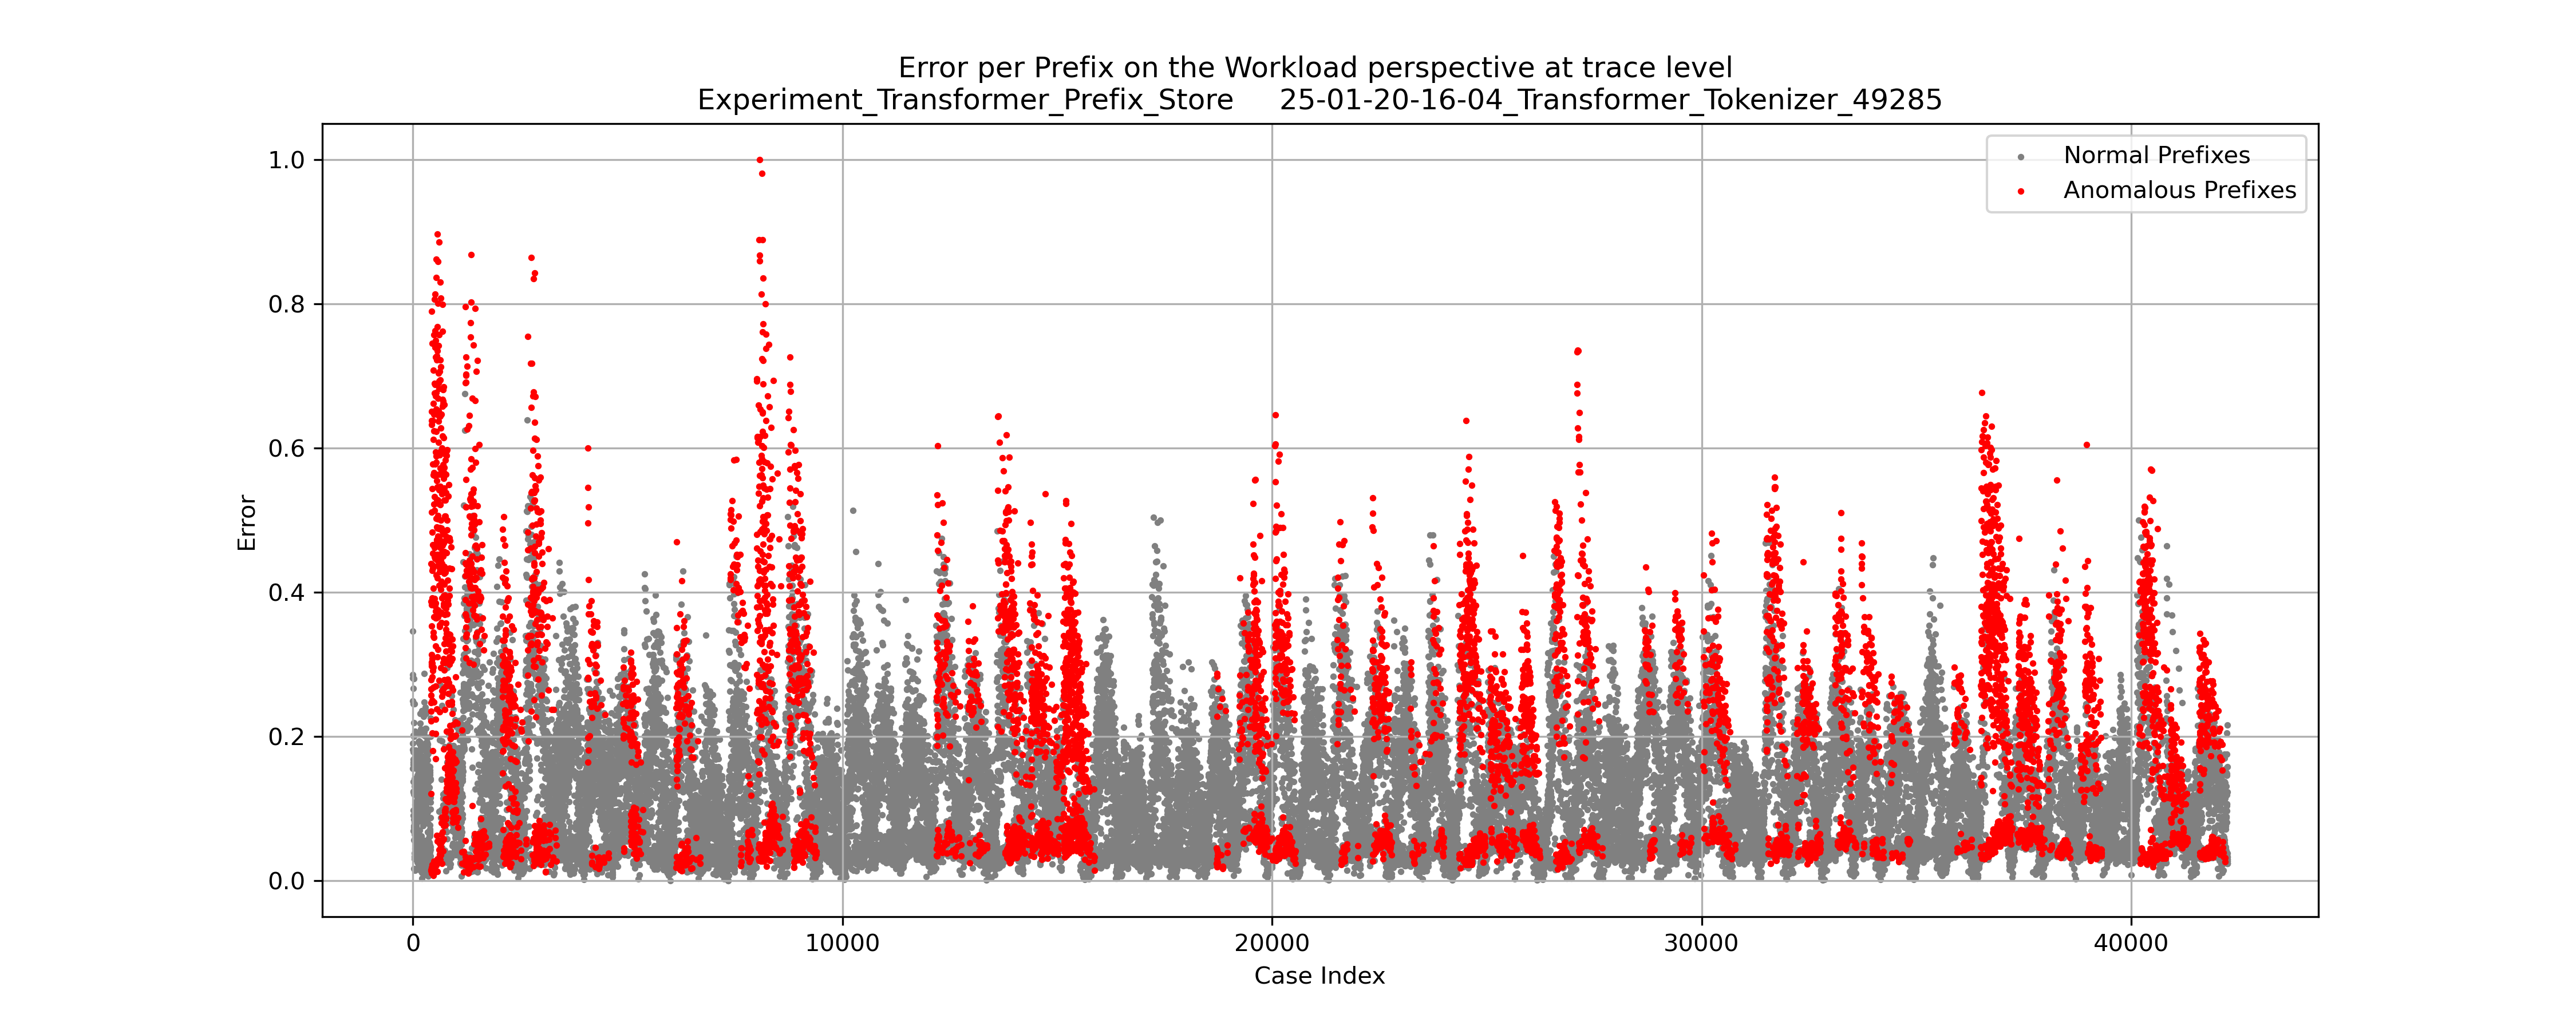 Error per Prefix on the Workload perspective at trace level
Experiment_Transformer_Prefix_Store 25-01-20-16-04_Transformer_Tokenizer_49285
Normal Prefixes
Anomalous Prefixes
1.0
0.8
0.6
0.4
0.2
0.0
Error
0 10000 20000 30000 40000
Case Index